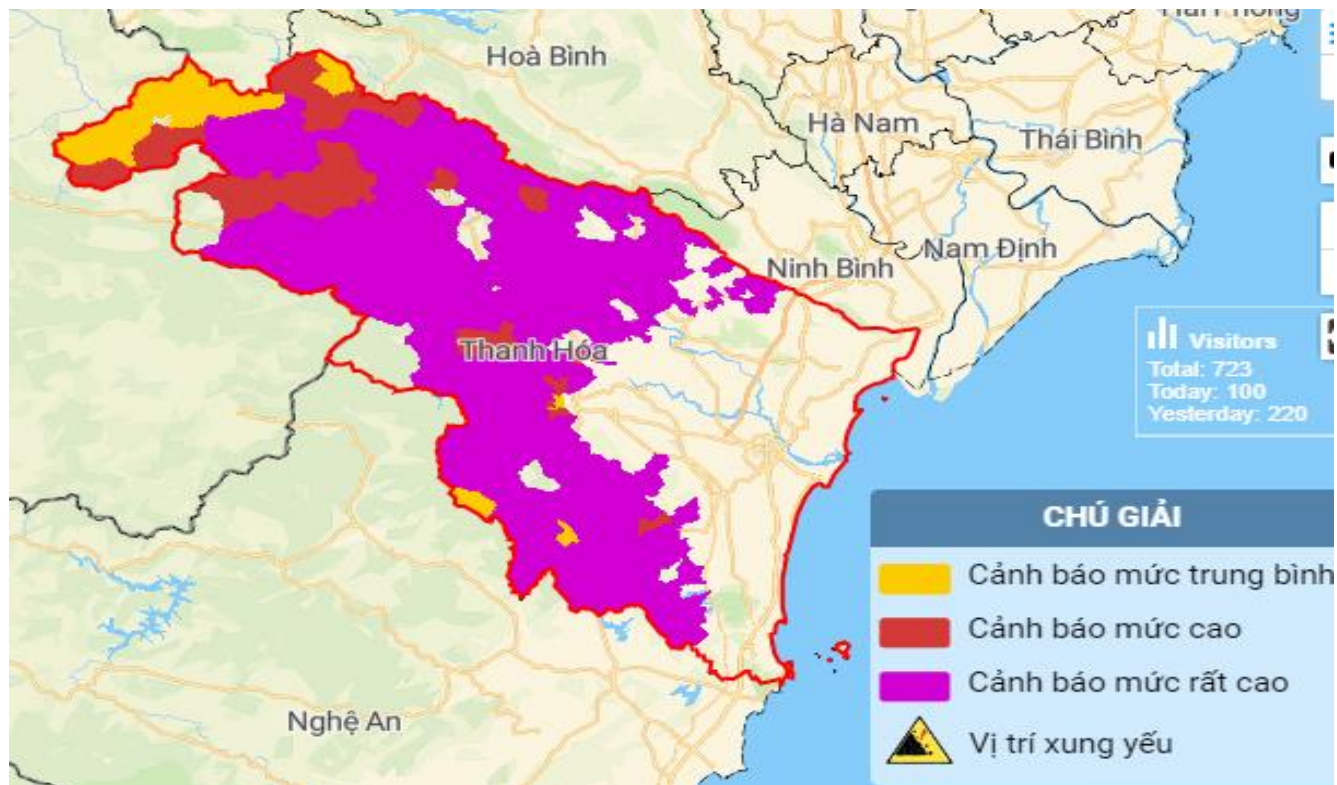 Hải Phòng
Hoà Bình
Hà Nam
Thái Bình
Nam Định
Ninh Bình
Thanh Hóa
Nghệ An
Visitors
Total: 723
Today: 100
Yesterday: 220
CHÚ GIẢI
Cảnh báo mức trung bình
Cảnh báo mức cao
Cảnh báo mức rất cao
Vị trí xung yếu